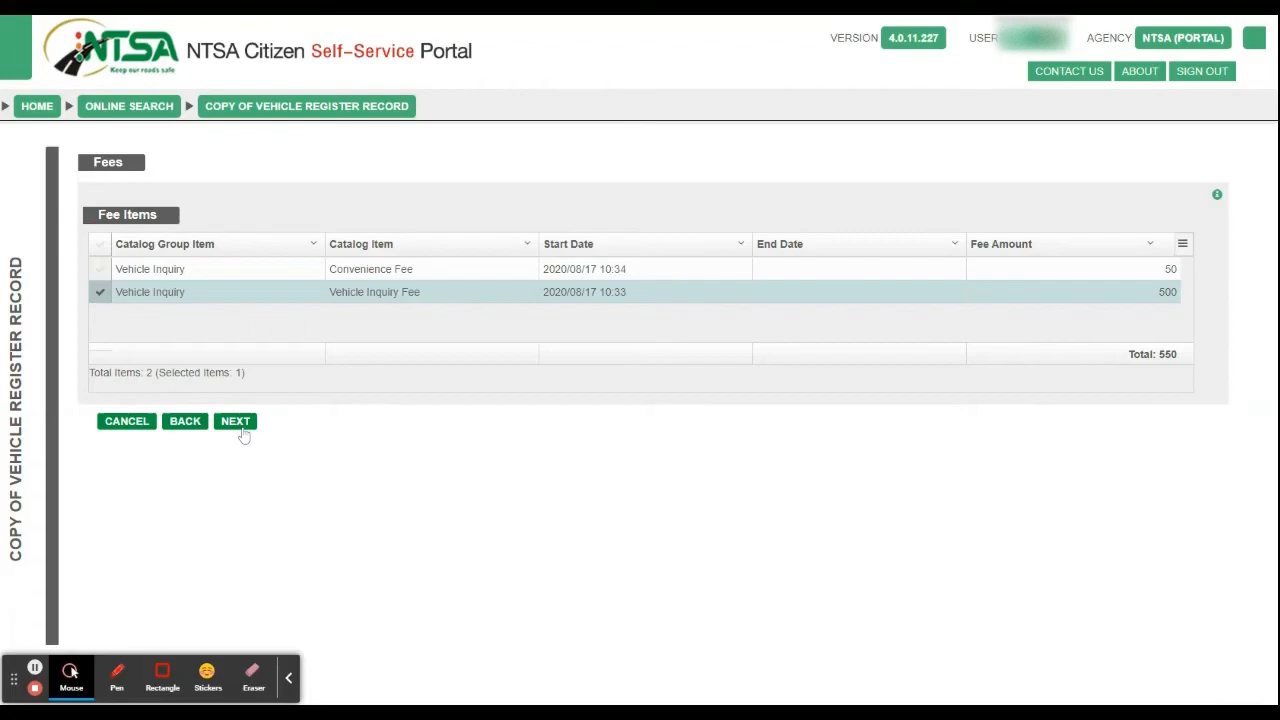 NTSA
Keep our roads safe
NTSA Citizen Self-Service Portal
VERSION 4.0.11.227 USER AGENCY NTSA (PORTAL)
CONTACT US ABOUT SIGN OUT
HOME ONLINE SEARCH COPY OF VEHICLE REGISTER RECORD
COPY OF VEHICLE REGISTER RECORD
Fees
Fee Items
Catalog Group Item Catalog Item Start Date End Date Fee Amount
Vehicle Inquiry Convenience Fee 2020/08/17 10:34 50
Vehicle Inquiry Vehicle Inquiry Fee 2020/08/17 10:33 500
Total: 550
Total Items: 2 (Selected Items: 1)
CANCEL BACK NEXT
Mouse Pen Rectangle Stickers Eraser